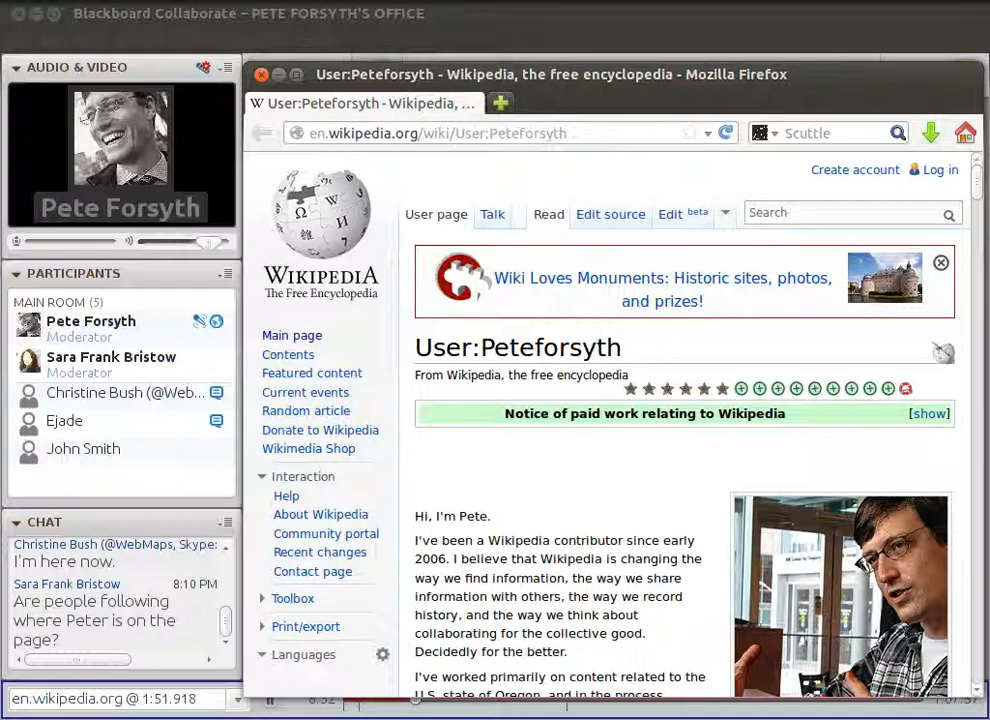 Blackboard Collaborate – PETE FORSYTH'S OFFICE
AUDIO & VIDEO
Pete Forsyth
PARTICIPANTS
MAIN ROOM (5)
Pete Forsyth
Moderator
Sara Frank Bristow
Moderator
Christine Bush (@Web...
Ejade
John Smith
CHAT
Christine Bush (@WebMaps, Skype:
I'm here now.
Sara Frank Bristow 8:10 PM
Are people following
where Peter is on the
page?
en.wikipedia.org @ 1:51.918
User:Peteforsyth - Wikipedia, the free encyclopedia - Mozilla Firefox
W User:Peteforsyth - Wikipedia, ...
en.wikipedia.org/wiki/User:Peteforsyth
Scuttle
Create account Log in
WIKIPEDIA
The Free Encyclopedia
User page Talk Read Edit source Edit beta Search
Wiki Loves Monuments: Historic sites, photos,
and prizes!
Main page
Contents
Featured content
Current events
Random article
Donate to Wikipedia
Wikimedia Shop
Interaction
Help
About Wikipedia
Community portal
Recent changes
Contact page
Toolbox
Print/export
Languages
User:Peteforsyth
From Wikipedia, the free encyclopedia
Notice of paid work relating to Wikipedia [show]
Hi, I'm Pete.
I've been a Wikipedia contributor since early
2006. I believe that Wikipedia is changing the
way we find information, the way we share
information with others, the way we record
history, and the way we think about
collaborating for the collective good.
Decidedly for the better.
I've worked primarily on content related to the
U.S. state of Oregon, and in the process